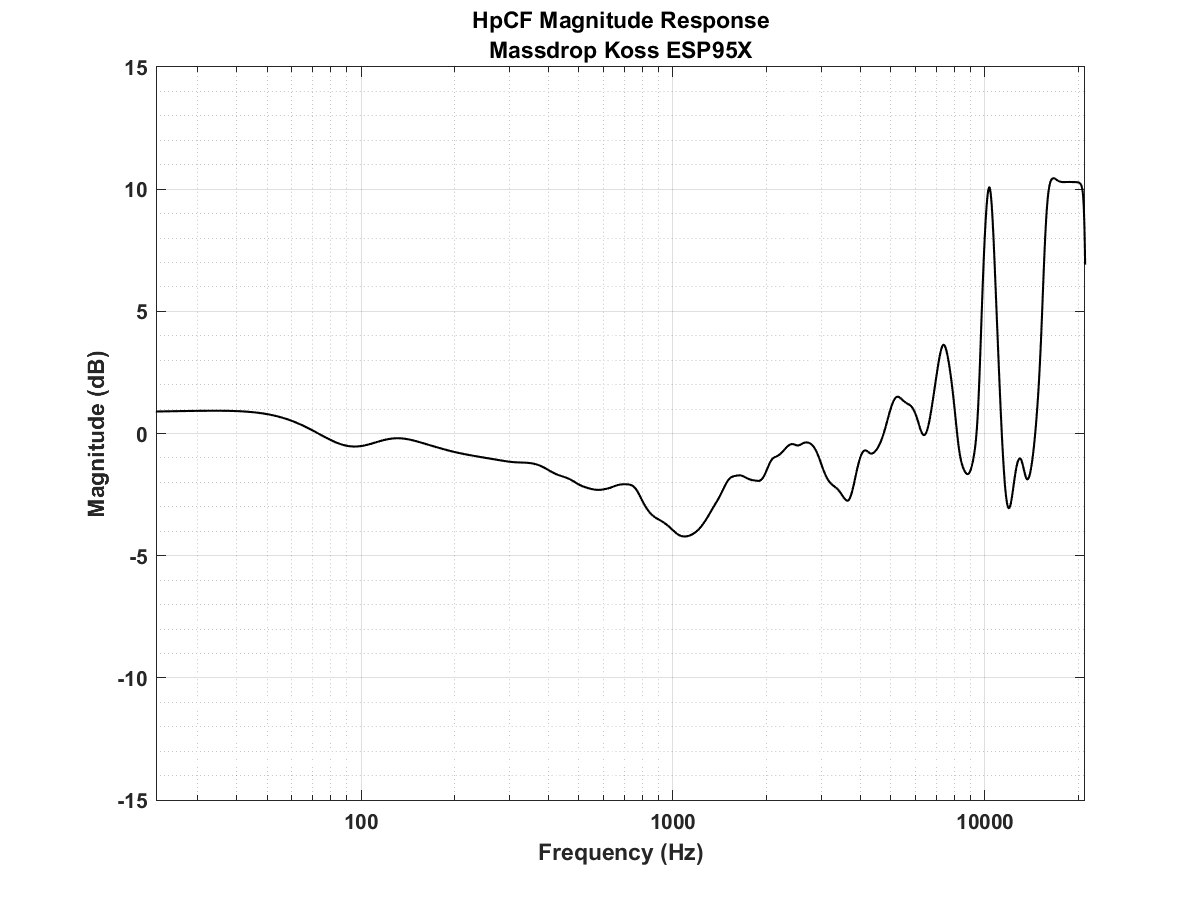 HpCF Magnitude Response
Massdrop Koss ESP95X
15
10
5
0
-5
-10
-15
Magnitude (dB)
100 1000 10000
Frequency (Hz)